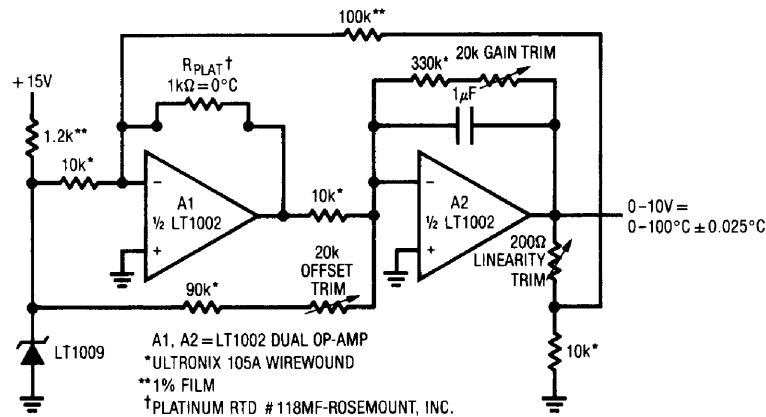 100k**
R_PLAT†
1kΩ=0°C
20k GAIN TRIM
330k*
1µF
+15V
1.2k**
10k*
−
A1
½ LT1002
+
10k*
−
A2
½ LT1002
+
0–10V=
0–100°C ± 0.025°C
200Ω
LINEARITY
TRIM
20k
OFFSET
TRIM
90k*
10k*
LT1009
A1, A2=LT1002 DUAL OP-AMP
*ULTRONIX 105A WIREWOUND
**1% FILM
†PLATINUM RTD #118MF-ROSEMOUNT, INC.